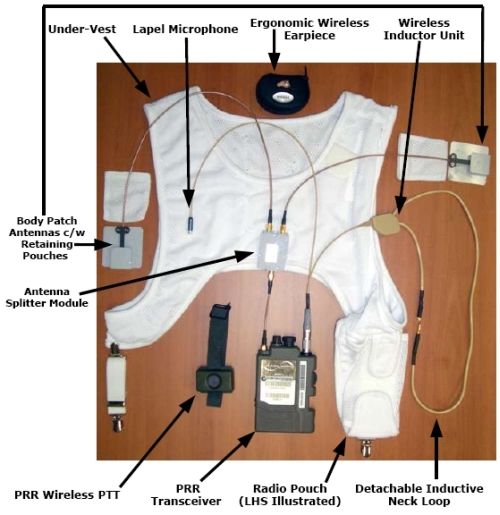 Under-Vest
Lapel Microphone
Ergonomic Wireless
Earpiece
Wireless
Inductor Unit
Body Patch
Antennas c/w
Retaining
Pouches
Antenna
Splitter Module
PRR Wireless PTT
PRR
Transceiver
Radio Pouch
(LHS Illustrated)
Detachable Inductive
Neck Loop